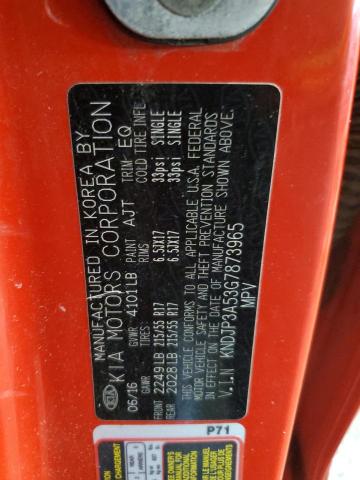 MANUFACTURED IN KOREA BY
KIA MOTORS CORPORATION
KIA
06/16 GVWR 4101LB PAINT AJT TRIM EQ
GAWR TIRES RIMS COLD TIRE INFL
FRONT 2249LB 215/55 R17 6.5JX17 33psi SINGLE
REAR 2028LB 215/55 R17 6.5JX17 33psi SINGLE
THIS VEHICLE CONFORMS TO ALL APPLICABLE U.S.A. FEDERAL
MOTOR VEHICLE SAFETY AND THEFT PREVENTION STANDARDS
IN EFFECT ON THE DATE OF MANUFACTURE SHOWN ABOVE.
V.I.N KNDJP3A53G7873965
MPV
P71